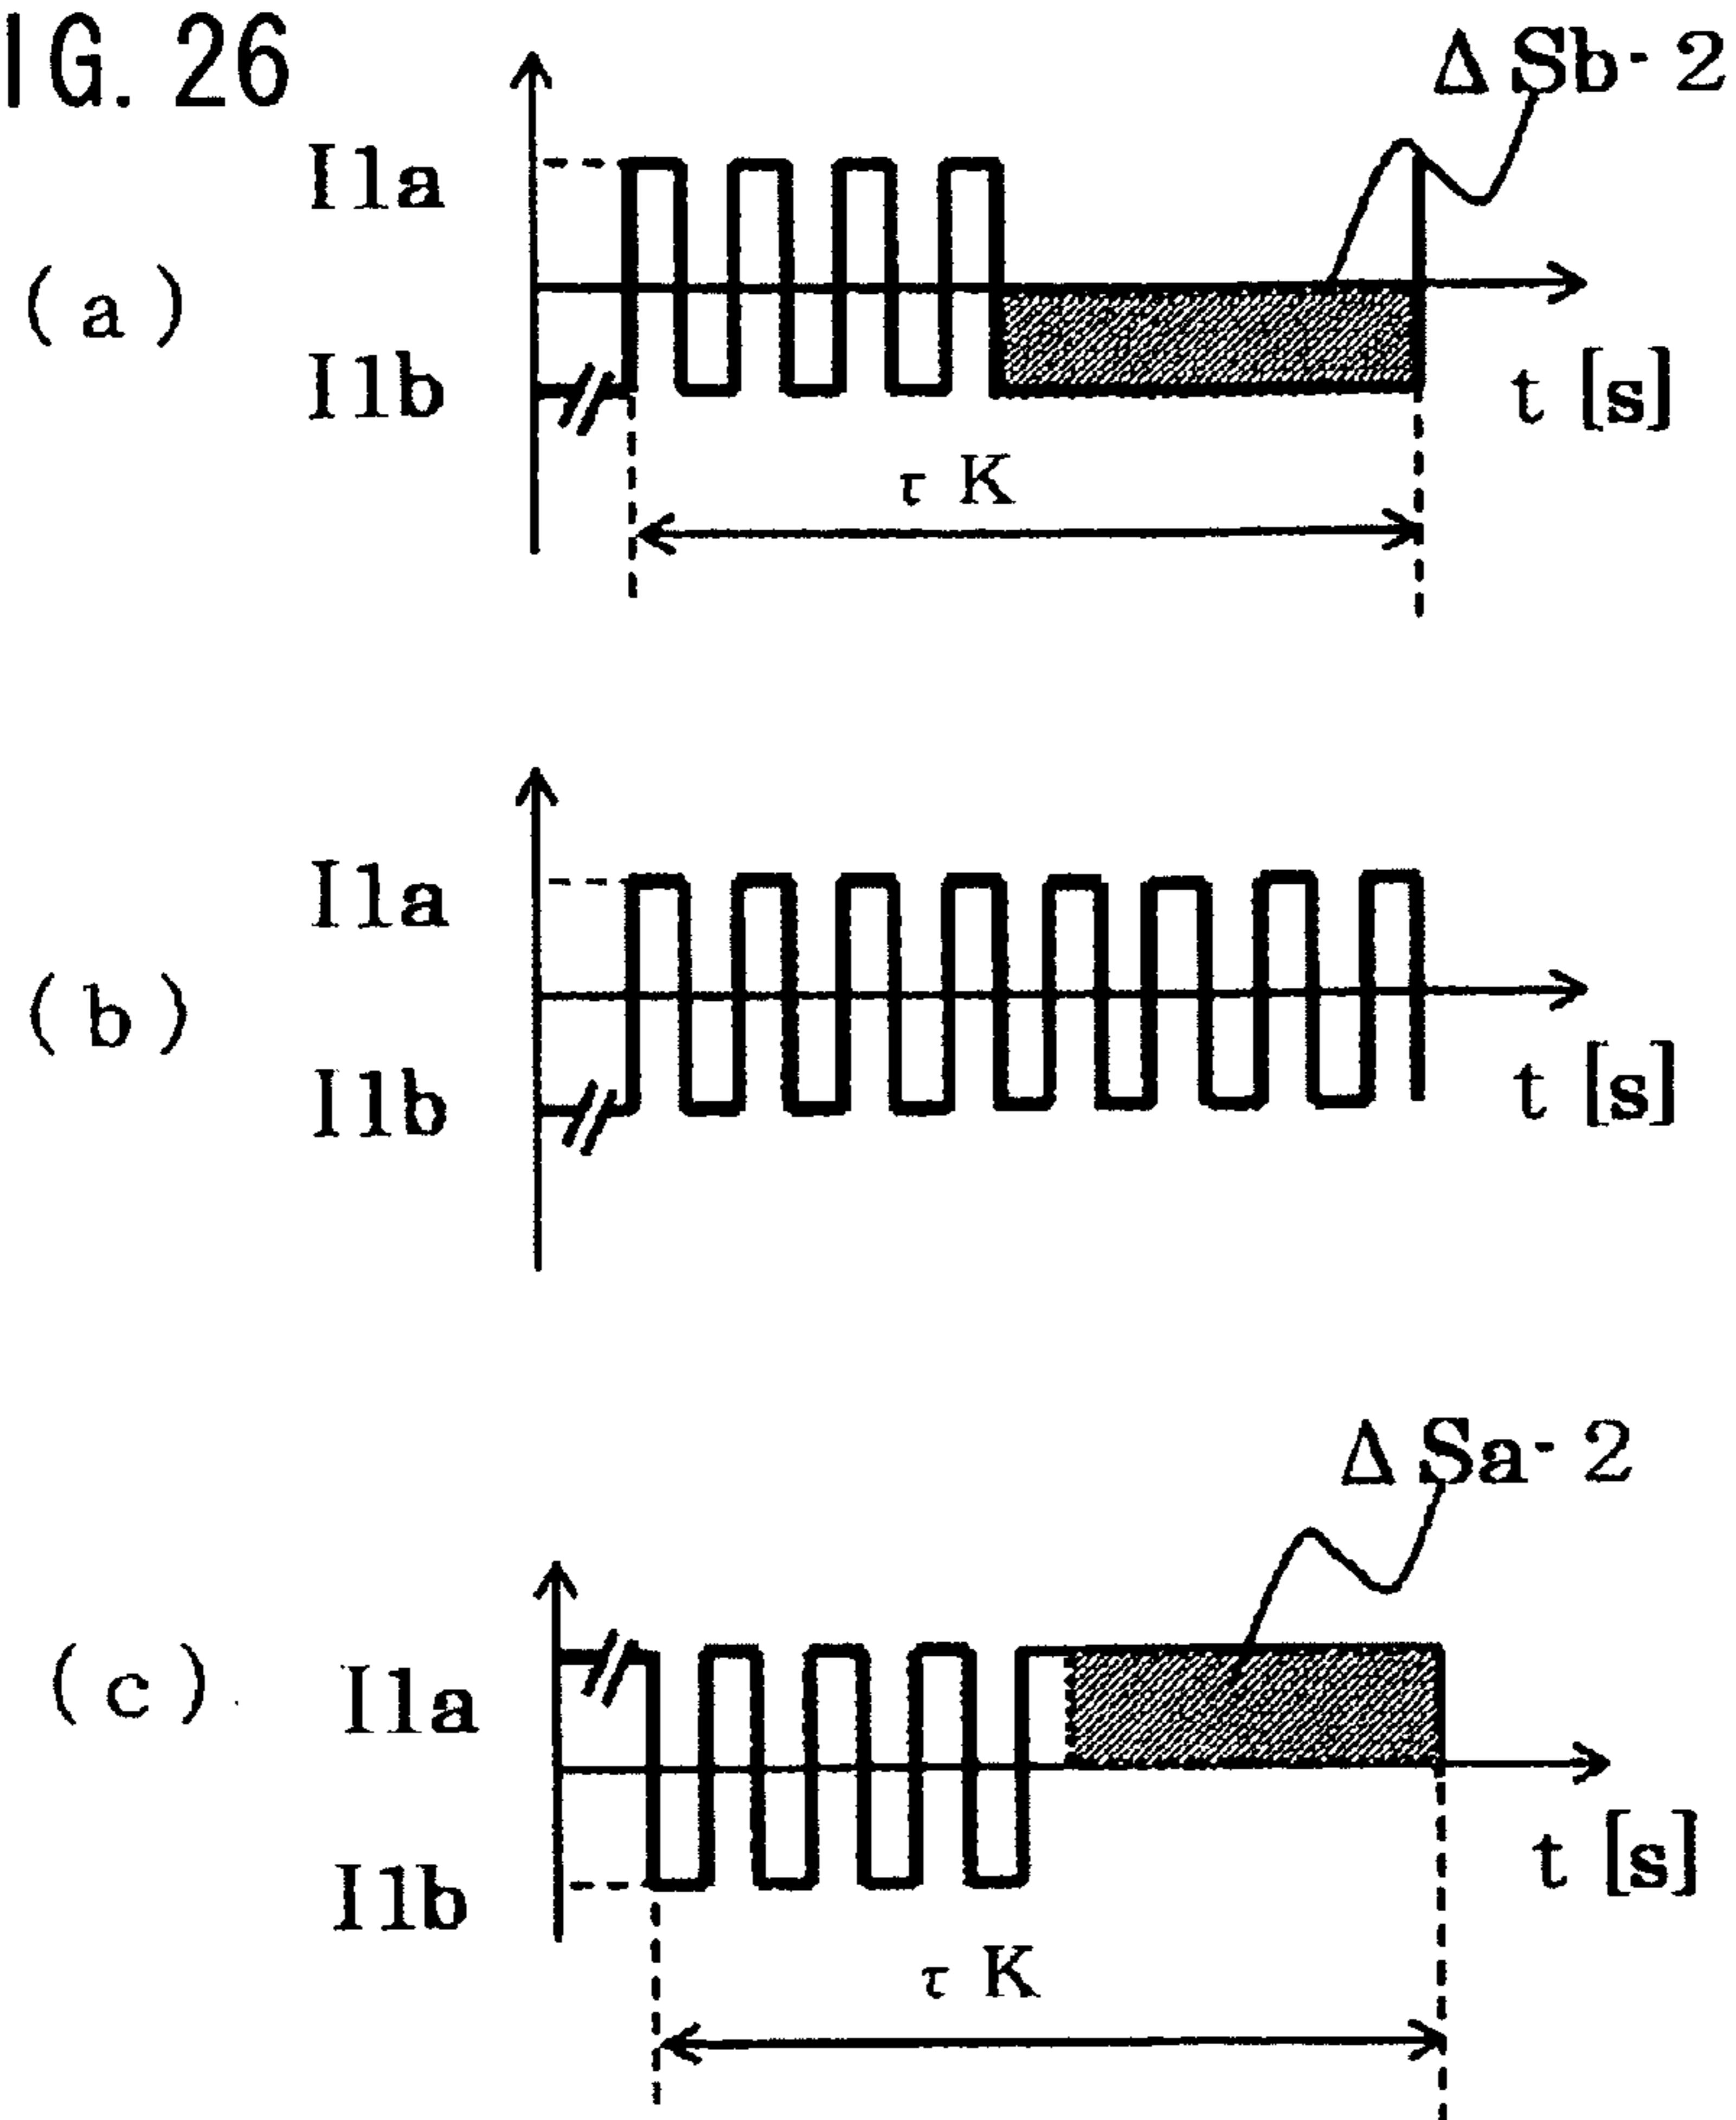 IG. 26
ΔSb-2
I1a
(a)
I1b
t [s]
τK
I1a
(b)
I1b
t [s]
ΔSa-2
(c)
I1a
t [s]
I1b
τK